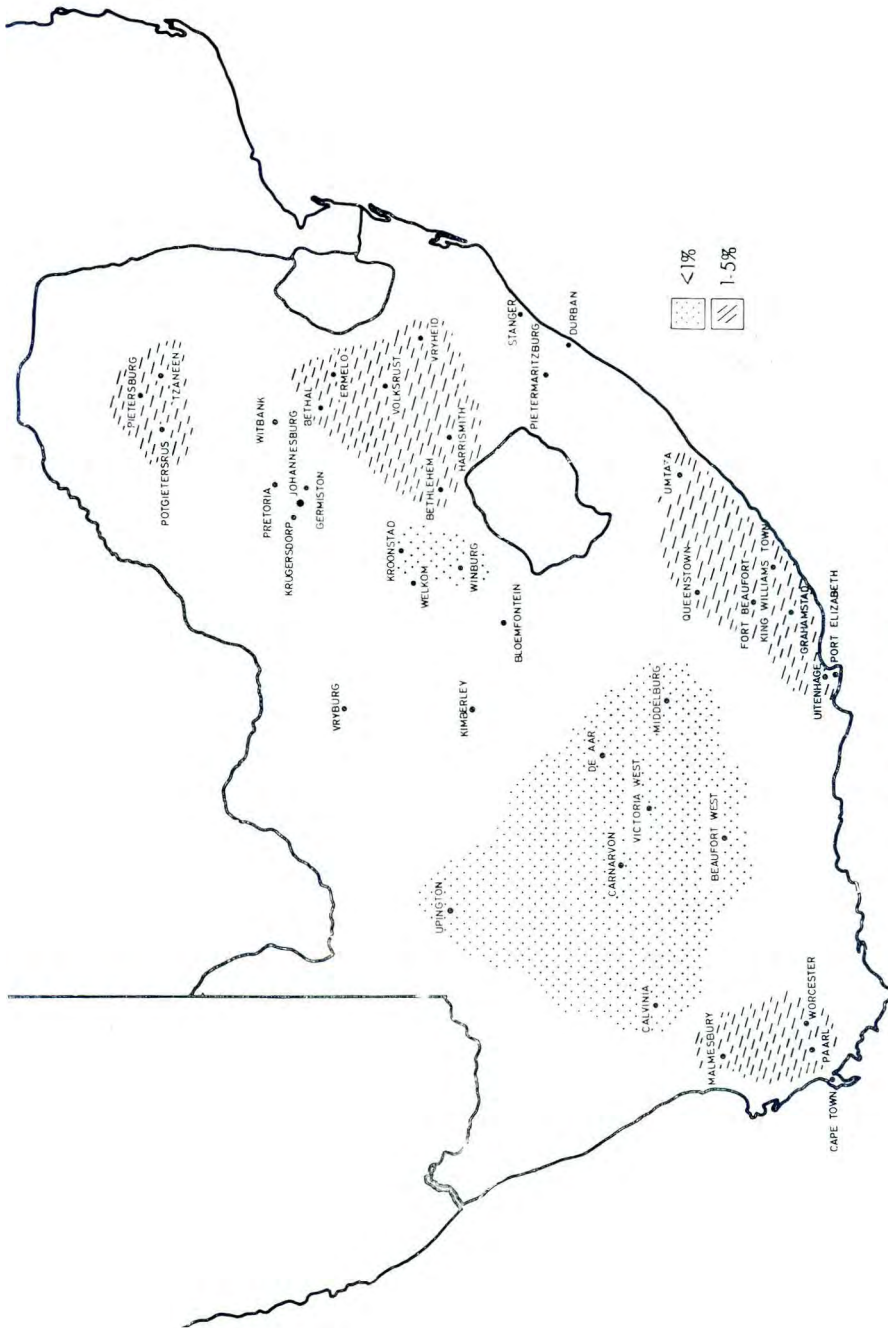 PIETERSBURG
TZANEEN
POTGIETERSRUS
WITBANK
PRETORIA
JOHANNESBURG
KRUGERSDORP
GERMISTON
BETHAL
ERMELO
VOLKSRUST
VRYHEID
VRYBURG
KROONSTAD
WELKOM
BETHLEHEM
HARRISMITH
WINBURG
UPINGTON
KIMBERLEY
BLOEMFONTEIN
STANGER
PIETERMARITZBURG
DURBAN
<1%
1-5%
DE AAR
CARNARVON
VICTORIA WEST
MIDDELBURG
CALVINIA
BEAUFORT WEST
UMTATA
QUEENSTOWN
FORT BEAUFORT
KING WILLIAMS TOWN
GRAHAMSTAD
UITENHAGE
PORT ELIZABETH
MALMESBURY
WORCESTER
PAARL
CAPE TOWN